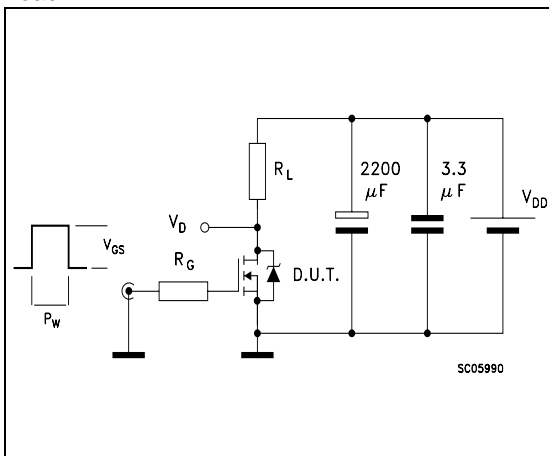 R_L
2200
µF
3.3
µF
V_DD
V_D
V_GS
R_G
D.U.T.
P_W
SC05990